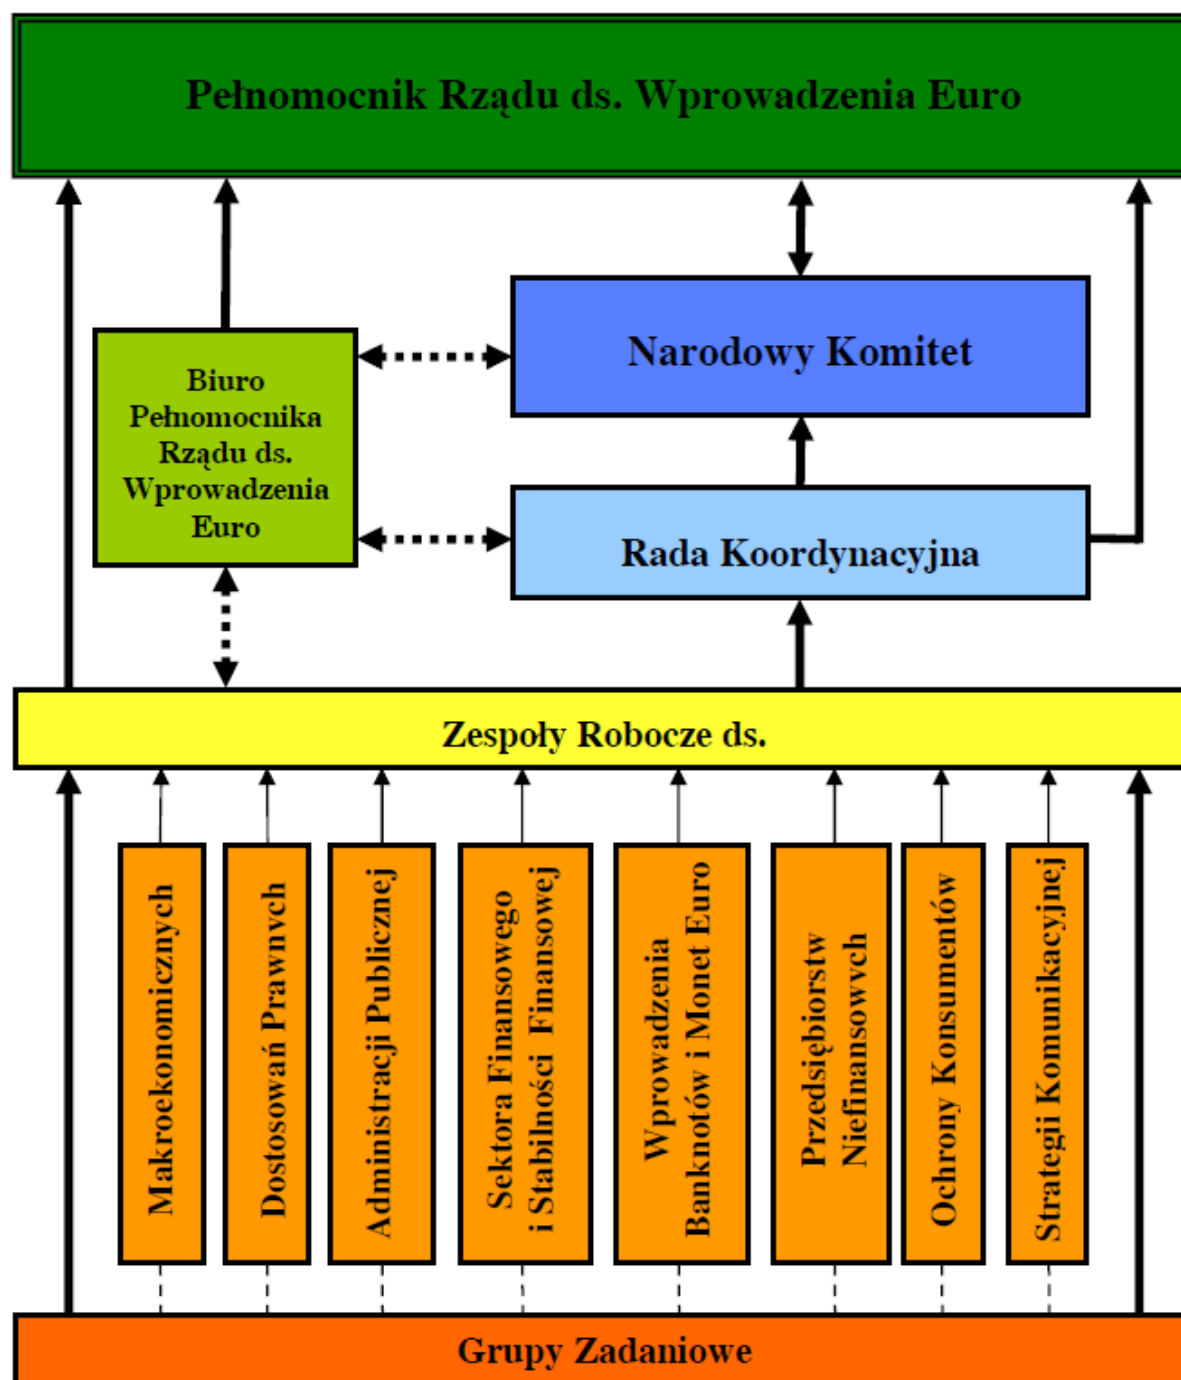 Pełnomocnik Rządu ds. Wprowadzenia Euro
Narodowy Komitet
Biuro
Pełnomocnika
Rządu ds.
Wprowadzenia
Euro
Rada Koordynacyjna
Zespoły Robocze ds.
Makroekonomicznych
Dostosowań Prawnych
Administracji Publicznej
Sektora Finansowego
i Stabilności Finansowej
Wprowadzenia
Banknotów i Monet Euro
Przedsiębiorstw
Niefinansowych
Ochrony Konsumentów
Strategii Komunikacyjnej
Grupy Zadaniowe